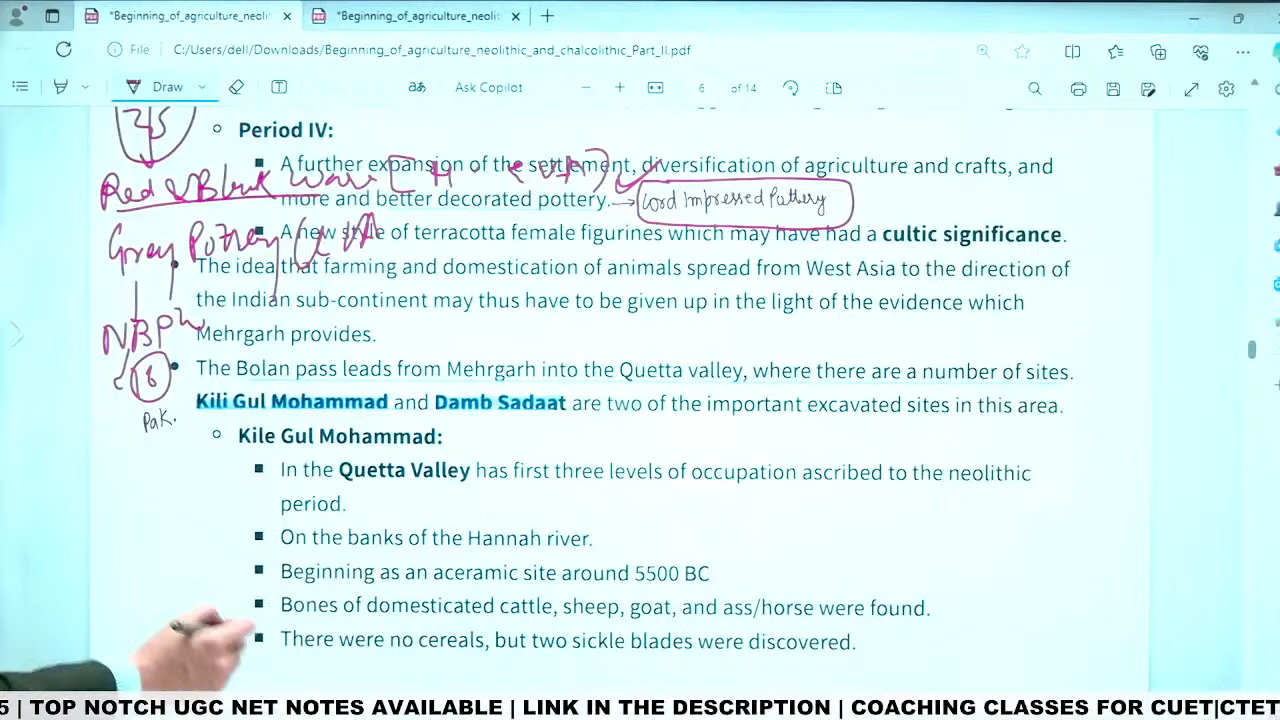 *Beginning_of_agriculture_neoli
*Beginning_of_agriculture_neoli
File C:/Users/dell/Downloads/Beginning_of_agriculture_neolithic_and_chalcolithic_Part_II.pdf
Draw
aあ
Ask Copilot
6 of 14
Period IV:
A further expansion of the settlement, diversification of agriculture and crafts, and
Red & Black Ware
more and better decorated pottery. → Cord Impressed Pottery
A new style of terracotta female figurines which may have had a cultic significance.
Grey Pottery
The idea that farming and domestication of animals spread from West Asia to the direction of
the Indian sub-continent may thus have to be given up in the light of the evidence which
NBPW
Mehrgarh provides.
The Bolan pass leads from Mehrgarh into the Quetta valley, where there are a number of sites.
Kili Gul Mohammad and Damb Sadaat are two of the important excavated sites in this area.
Pak.
Kile Gul Mohammad:
In the Quetta Valley has first three levels of occupation ascribed to the neolithic
period.
On the banks of the Hannah river.
Beginning as an aceramic site around 5500 BC
Bones of domesticated cattle, sheep, goat, and ass/horse were found.
There were no cereals, but two sickle blades were discovered.
5 | TOP NOTCH UGC NET NOTES AVAILABLE | LINK IN THE DESCRIPTION | COACHING CLASSES FOR CUET|CTET